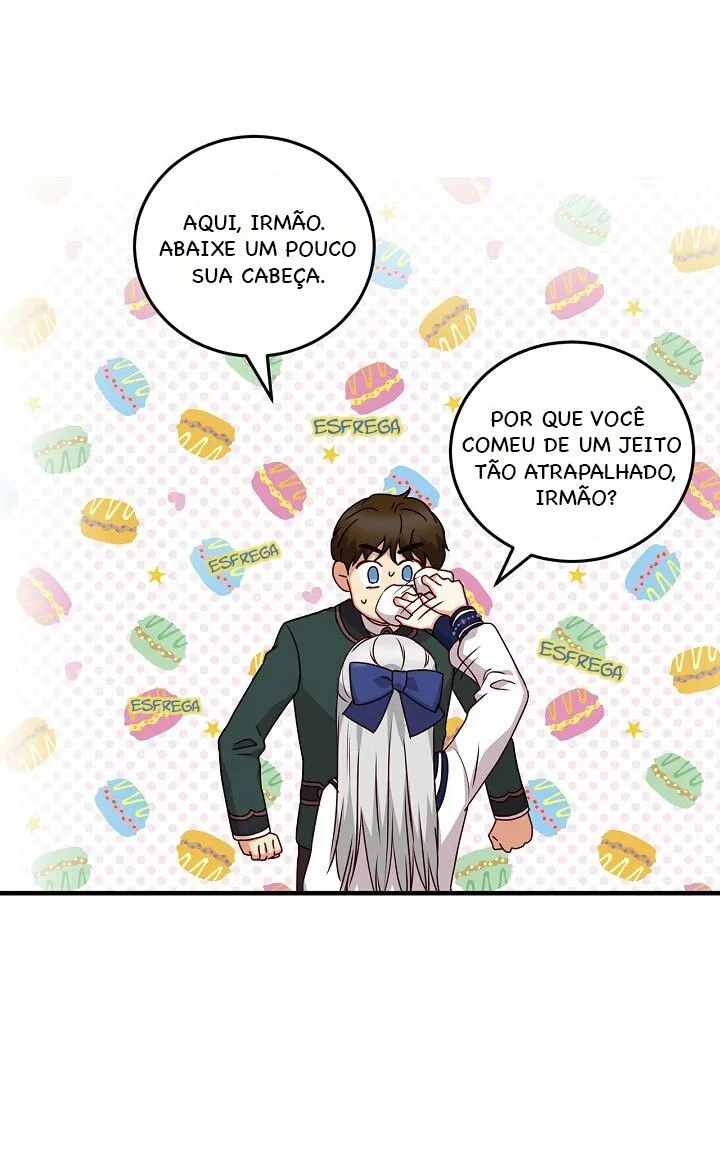 AQUI, IRMÃO.
ABAIXE UM POUCO
SUA CABEÇA.
POR QUE VOCÊ
COMEU DE UM JEITO
TÃO ATRAPALHADO,
IRMÃO?
ESFREGA
ESFREGA
ESFREGA
ESFREGA